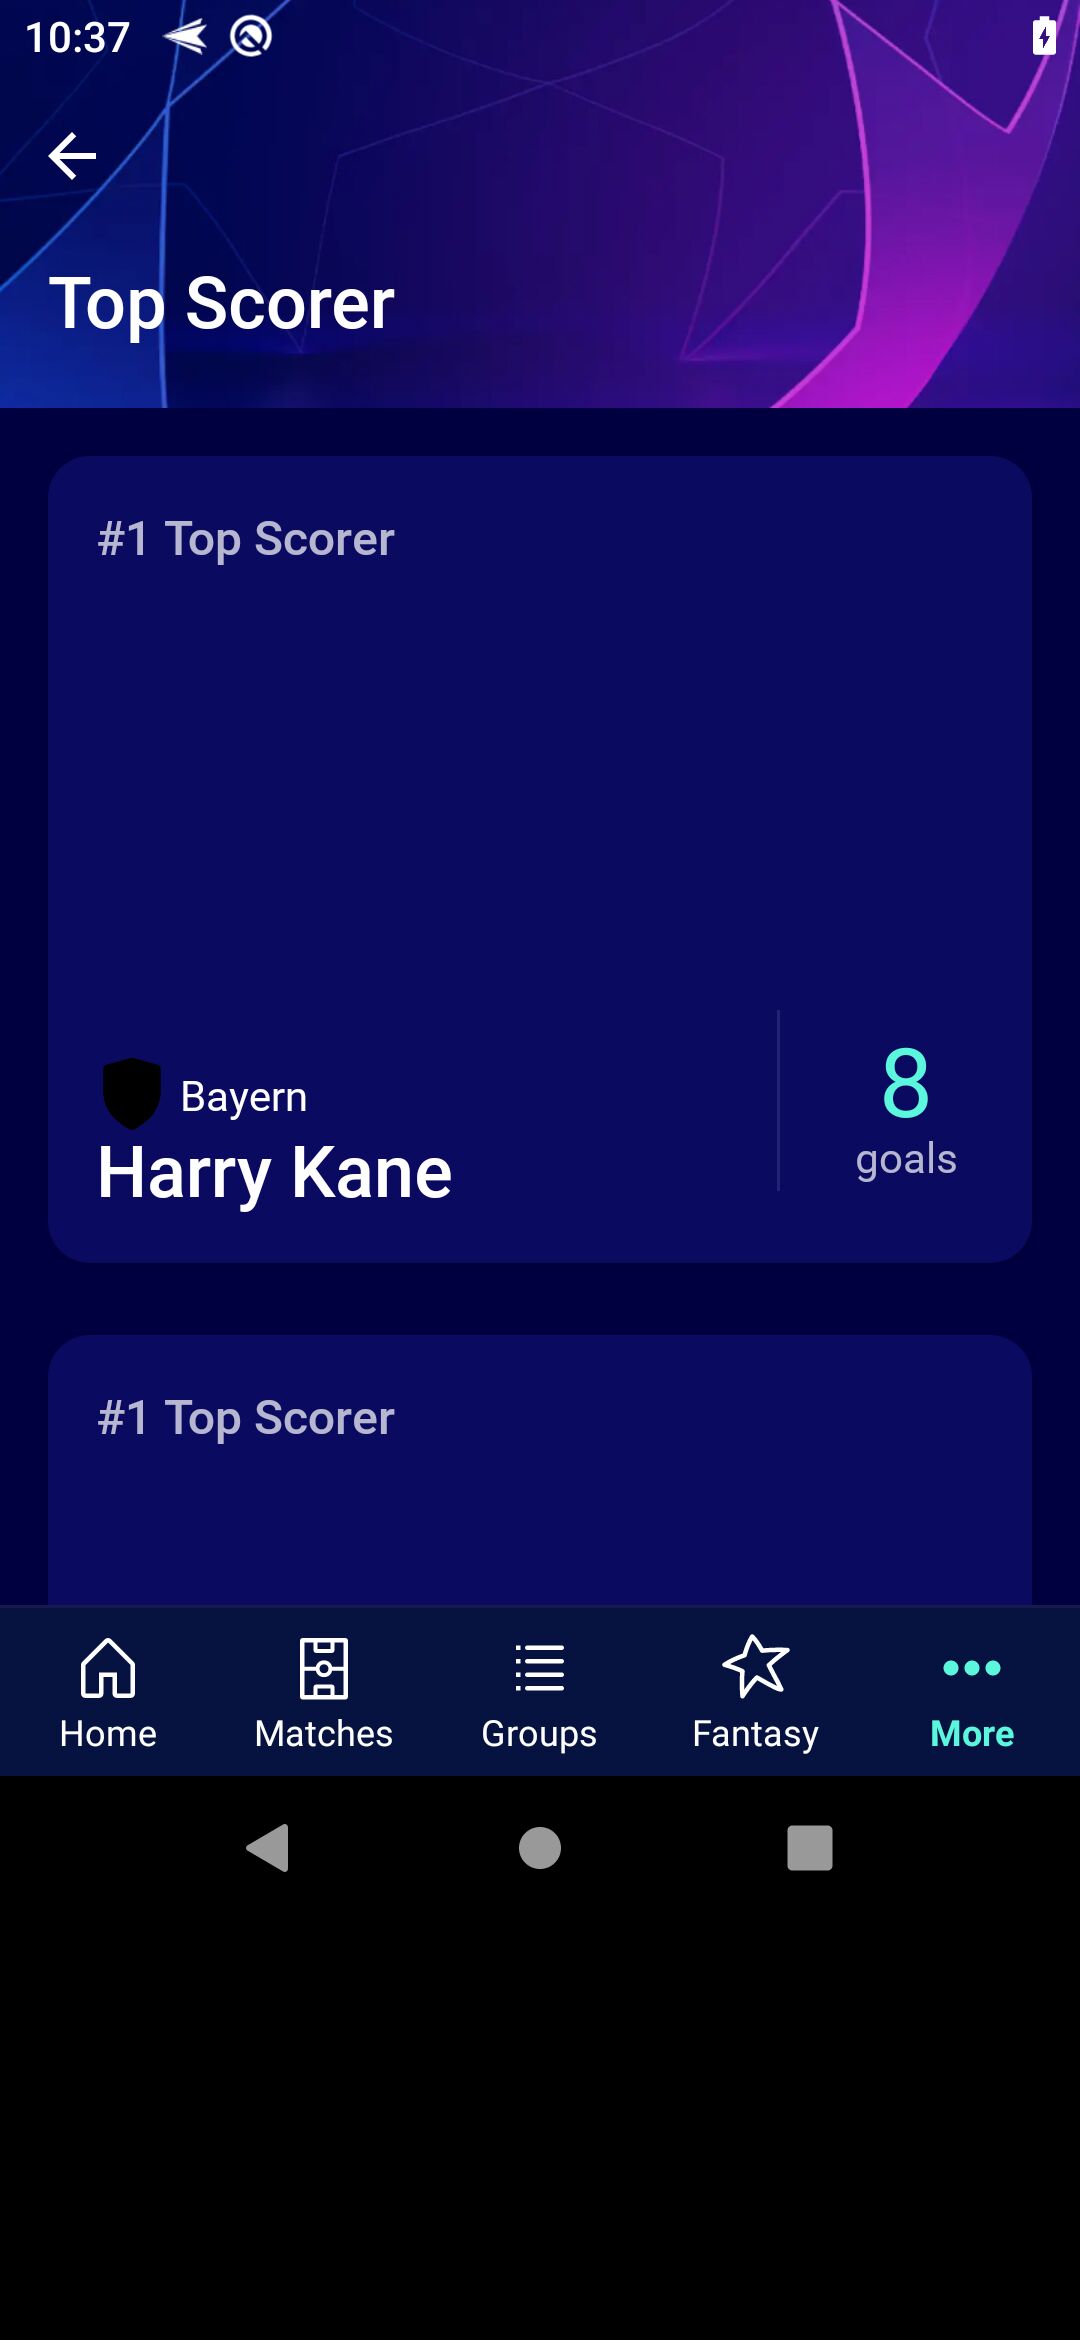 10:37
Top Scorer
#1 Top Scorer
Bayern
Harry Kane
8
goals
#1 Top Scorer
Home
Matches
Groups
Fantasy
More